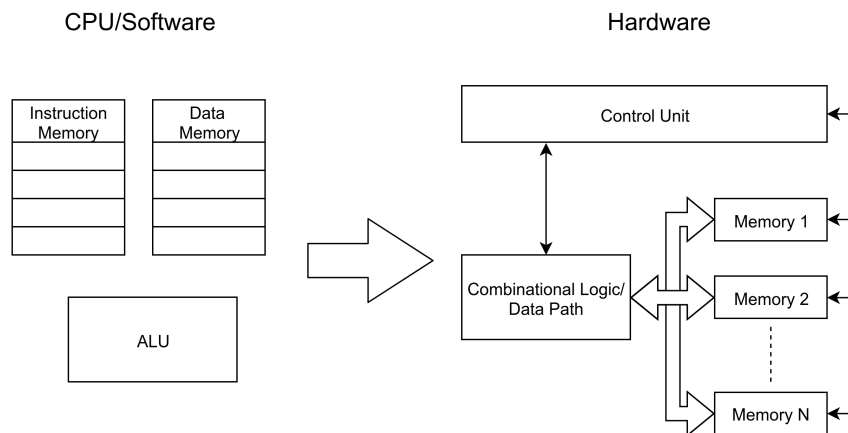 CPU/Software
Hardware
Instruction
Memory
Data
Memory
ALU
Control Unit
Combinational Logic/
Data Path
Memory 1
Memory 2
Memory N